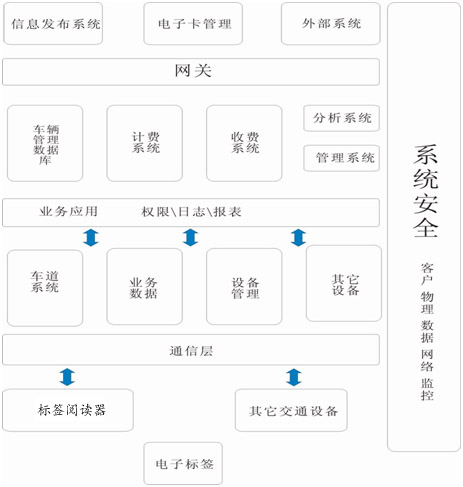 信息发布系统 电子卡管理 外部系统
网关
车辆
管理
数据
库
计费
系统
收费
系统
分析系统
管理系统
业务应用 权限\日志\报表
车道
系统
业务
数据
设备
管理
其它
设备
通信层
标签阅读器 其它交通设备
电子标签
系统安全
客户 物理 数据 网络 监控